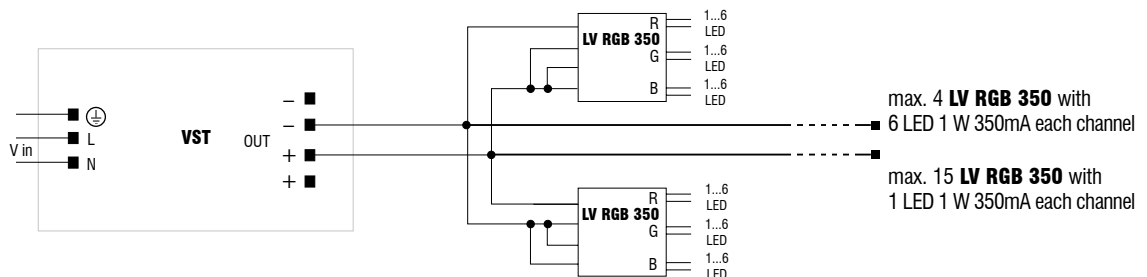 V in
L
N
VST
OUT
–
–
+
+
LV RGB 350
R
G
B
1...6
LED
1...6
LED
1...6
LED
LV RGB 350
R
G
B
1...6
LED
1...6
LED
1...6
LED
max. 4 LV RGB 350 with
6 LED 1 W 350mA each channel
max. 15 LV RGB 350 with
1 LED 1 W 350mA each channel